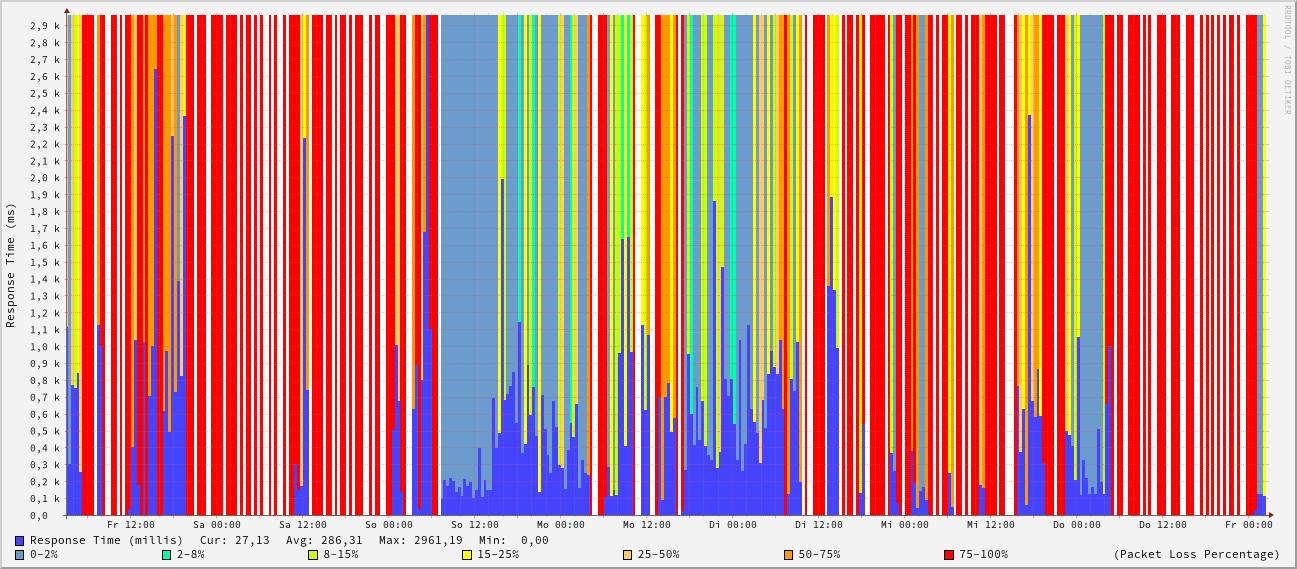 RRDTOOL / TOBI OETIKER
Response Time (ms)
2,9 k
2,8 k
2,7 k
2,6 k
2,5 k
2,4 k
2,3 k
2,2 k
2,1 k
2,0 k
1,9 k
1,8 k
1,7 k
1,6 k
1,5 k
1,4 k
1,3 k
1,2 k
1,1 k
1,0 k
0,9 k
0,8 k
0,7 k
0,6 k
0,5 k
0,4 k
0,3 k
0,2 k
0,1 k
0,0
Fr 12:00 Sa 00:00 Sa 12:00 So 00:00 So 12:00 Mo 00:00 Mo 12:00 Di 00:00 Di 12:00 Mi 00:00 Mi 12:00 Do 00:00 Do 12:00 Fr 00:00
Response Time (millis) Cur: 27,13 Avg: 286,31 Max: 2961,19 Min: 0,00
0-2% 2-8% 8-15% 15-25% 25-50% 50-75% 75-100% (Packet Loss Percentage)